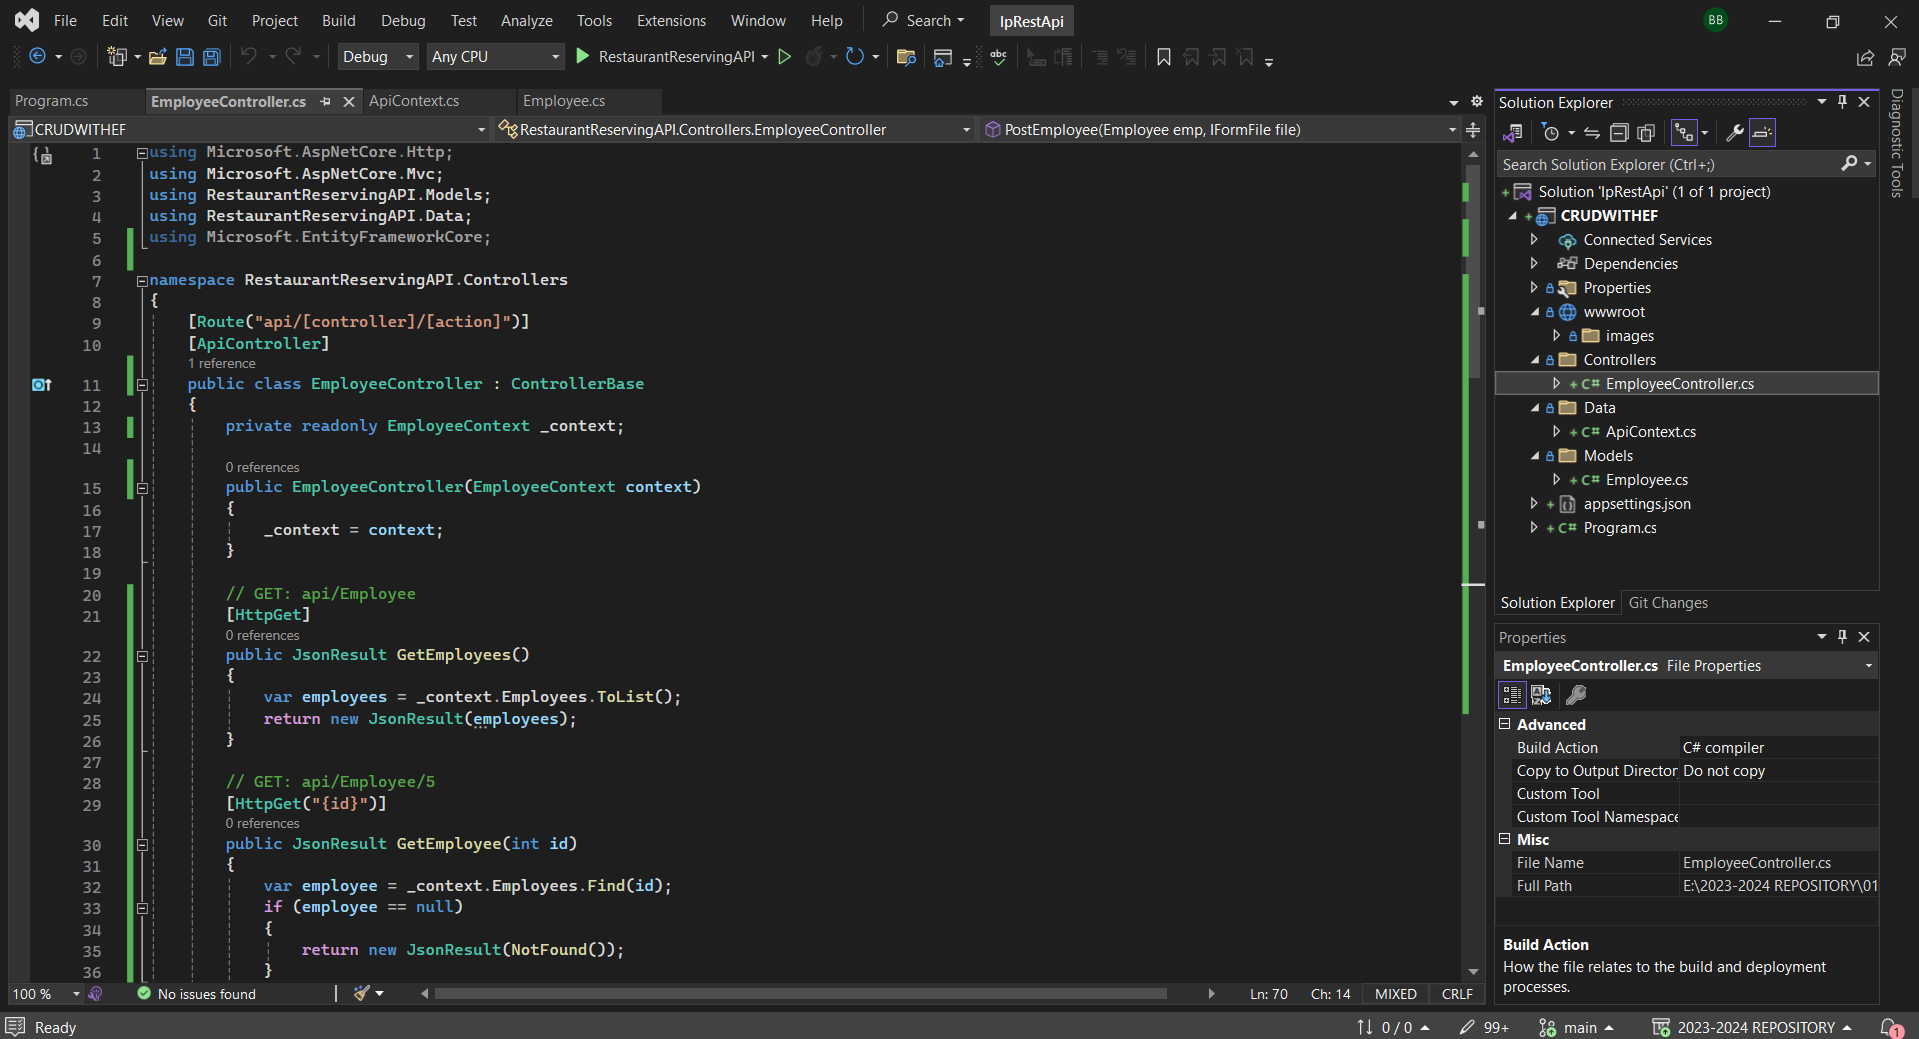 File Edit View Git Project Build Debug Test Analyze Tools Extensions Window Help Search IpRestApi BB
Debug Any CPU RestaurantReservingAPI abc
Program.cs EmployeeController.cs ApiContext.cs Employee.cs
CRUDWITHEF RestaurantReservingAPI.Controllers.EmployeeController PostEmployee(Employee emp, IFormFile file)
1 using Microsoft.AspNetCore.Http;
2 using Microsoft.AspNetCore.Mvc;
3 using RestaurantReservingAPI.Models;
4 using RestaurantReservingAPI.Data;
5 using Microsoft.EntityFrameworkCore;
6
7 namespace RestaurantReservingAPI.Controllers
8 {
9 [Route("api/[controller]/[action]")]
10 [ApiController]
1 reference
11 public class EmployeeController : ControllerBase
12 {
13 private readonly EmployeeContext _context;
14
0 references
15 public EmployeeController(EmployeeContext context)
16 {
17 _context = context;
18 }
19
20 // GET: api/Employee
21 [HttpGet]
0 references
22 public JsonResult GetEmployees()
23 {
24 var employees = _context.Employees.ToList();
25 return new JsonResult(employees);
26 }
27
28 // GET: api/Employee/5
29 [HttpGet("{id}")]
0 references
30 public JsonResult GetEmployee(int id)
31 {
32 var employee = _context.Employees.Find(id);
33 if (employee == null)
34 {
35 return new JsonResult(NotFound());
36 }
100 % No issues found Ln: 70 Ch: 14 MIXED CRLF
Solution Explorer
Search Solution Explorer (Ctrl+;)
Solution 'IpRestApi' (1 of 1 project)
CRUDWITHEF
Connected Services
Dependencies
Properties
wwwroot
images
Controllers
C# EmployeeController.cs
Data
C# ApiContext.cs
Models
C# Employee.cs
appsettings.json
C# Program.cs
Solution Explorer Git Changes
Properties
EmployeeController.cs File Properties
Advanced
Build Action C# compiler
Copy to Output Director Do not copy
Custom Tool
Custom Tool Namespace
Misc
File Name EmployeeController.cs
Full Path E:\2023-2024 REPOSITORY\01
Build Action
How the file relates to the build and deployment
processes.
Diagnostic Tools
Ready 0 / 0 99+ main 2023-2024 REPOSITORY 1